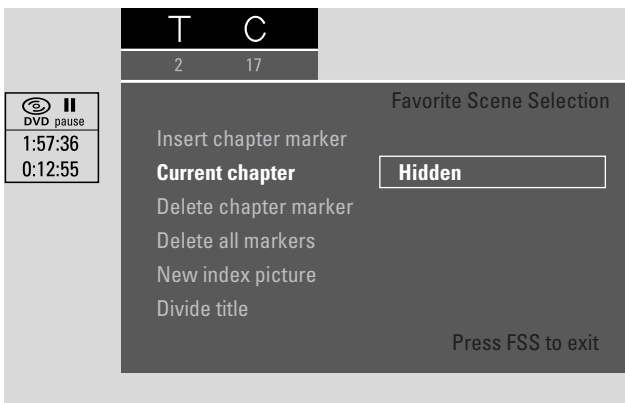 T C
2 17
Favorite Scene Selection
DVD pause
1:57:36
0:12:55
Insert chapter marker
Current chapter Hidden
Delete chapter marker
Delete all markers
New index picture
Divide title
Press FSS to exit